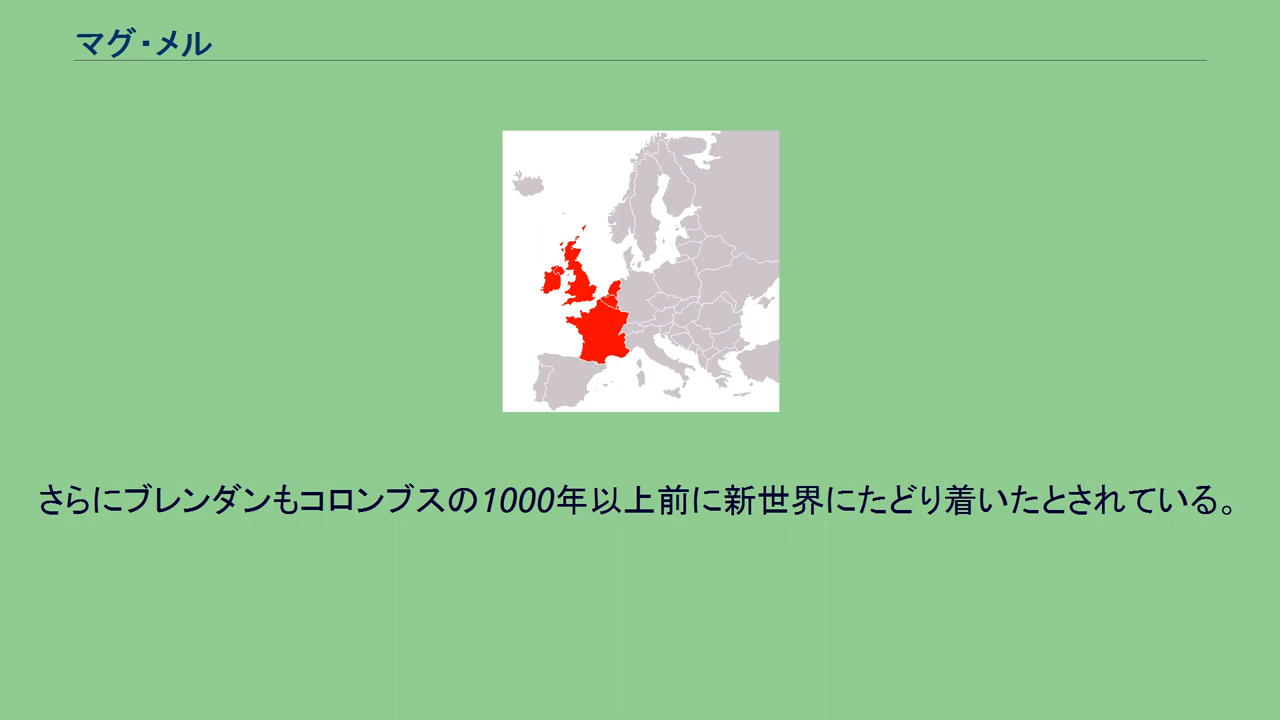 マグ・メル
さらにブレンダンもコロンブスの1000年以上前に新世界にたどり着いたとされている。